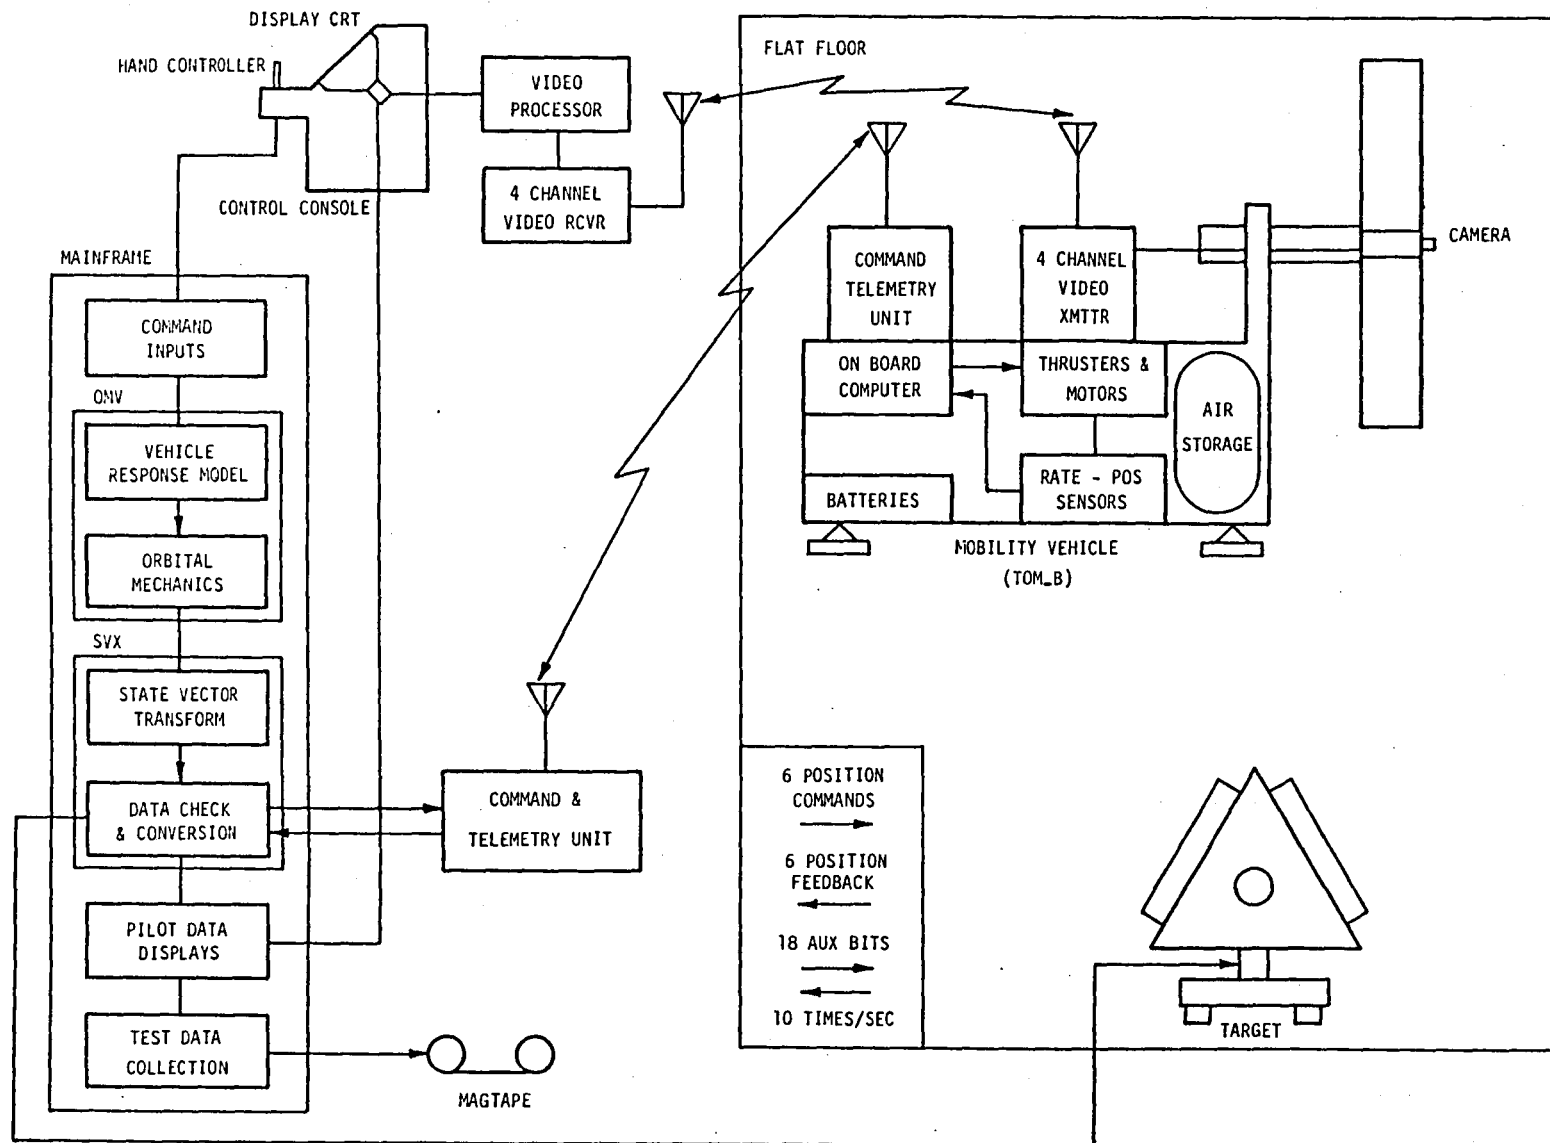 DISPLAY CRT
HAND CONTROLLER
CONTROL CONSOLE
VIDEO
PROCESSOR
4 CHANNEL
VIDEO RCVR
MAINFRAME
COMMAND
INPUTS
OMV
VEHICLE
RESPONSE MODEL
ORBITAL
MECHANICS
SVX
STATE VECTOR
TRANSFORM
DATA CHECK
& CONVERSION
PILOT DATA
DISPLAYS
TEST DATA
COLLECTION
MAGTAPE
COMMAND &
TELEMETRY UNIT
FLAT FLOOR
COMMAND
TELEMETRY
UNIT
4 CHANNEL
VIDEO
XMTTR
CAMERA
ON BOARD
COMPUTER
THRUSTERS &
MOTORS
AIR
STORAGE
BATTERIES
RATE - POS
SENSORS
MOBILITY VEHICLE
(TOM_B)
6 POSITION
COMMANDS
6 POSITION
FEEDBACK
18 AUX BITS
10 TIMES/SEC
TARGET